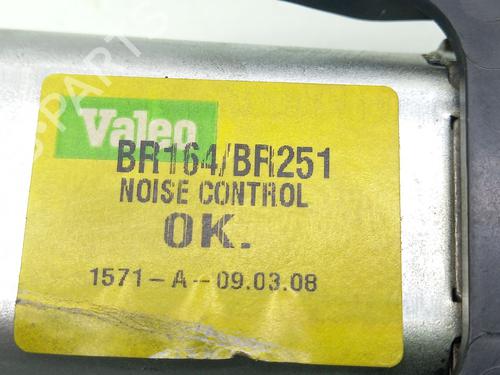 Valeo
BR164/BR251
NOISE CONTROL
OK.
1571-A--09.03.08